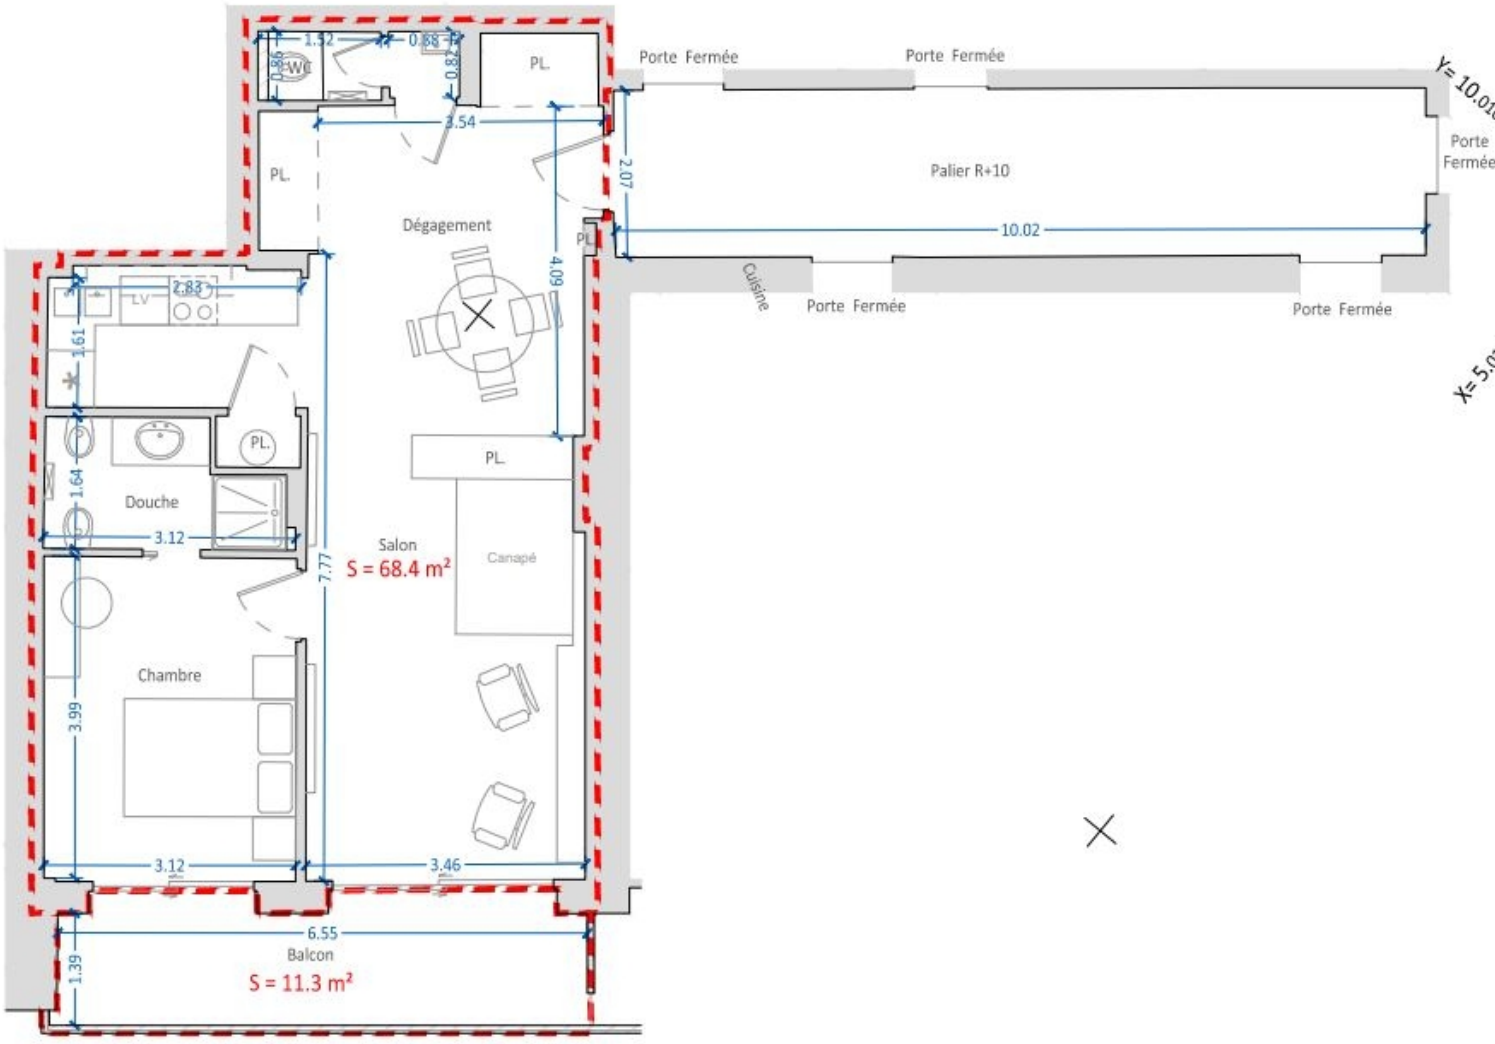 1.52
0.88
0.86
WC
0.82
PL.
Porte Fermée
Porte Fermée
Y= 10.010
3.54
PL.
2.07
Palier R+10
Porte
Fermée
Dégagement
PL
10.02
4.09
Cuisine
Porte Fermée
Porte Fermée
2.83
LV
1.61
X= 5.0
PL.
PL.
1.64
Douche
3.12
Salon
S = 68.4 m²
7.77
Canapé
Chambre
3.99
3.12
3.46
6.55
Balcon
1.39
S = 11.3 m²